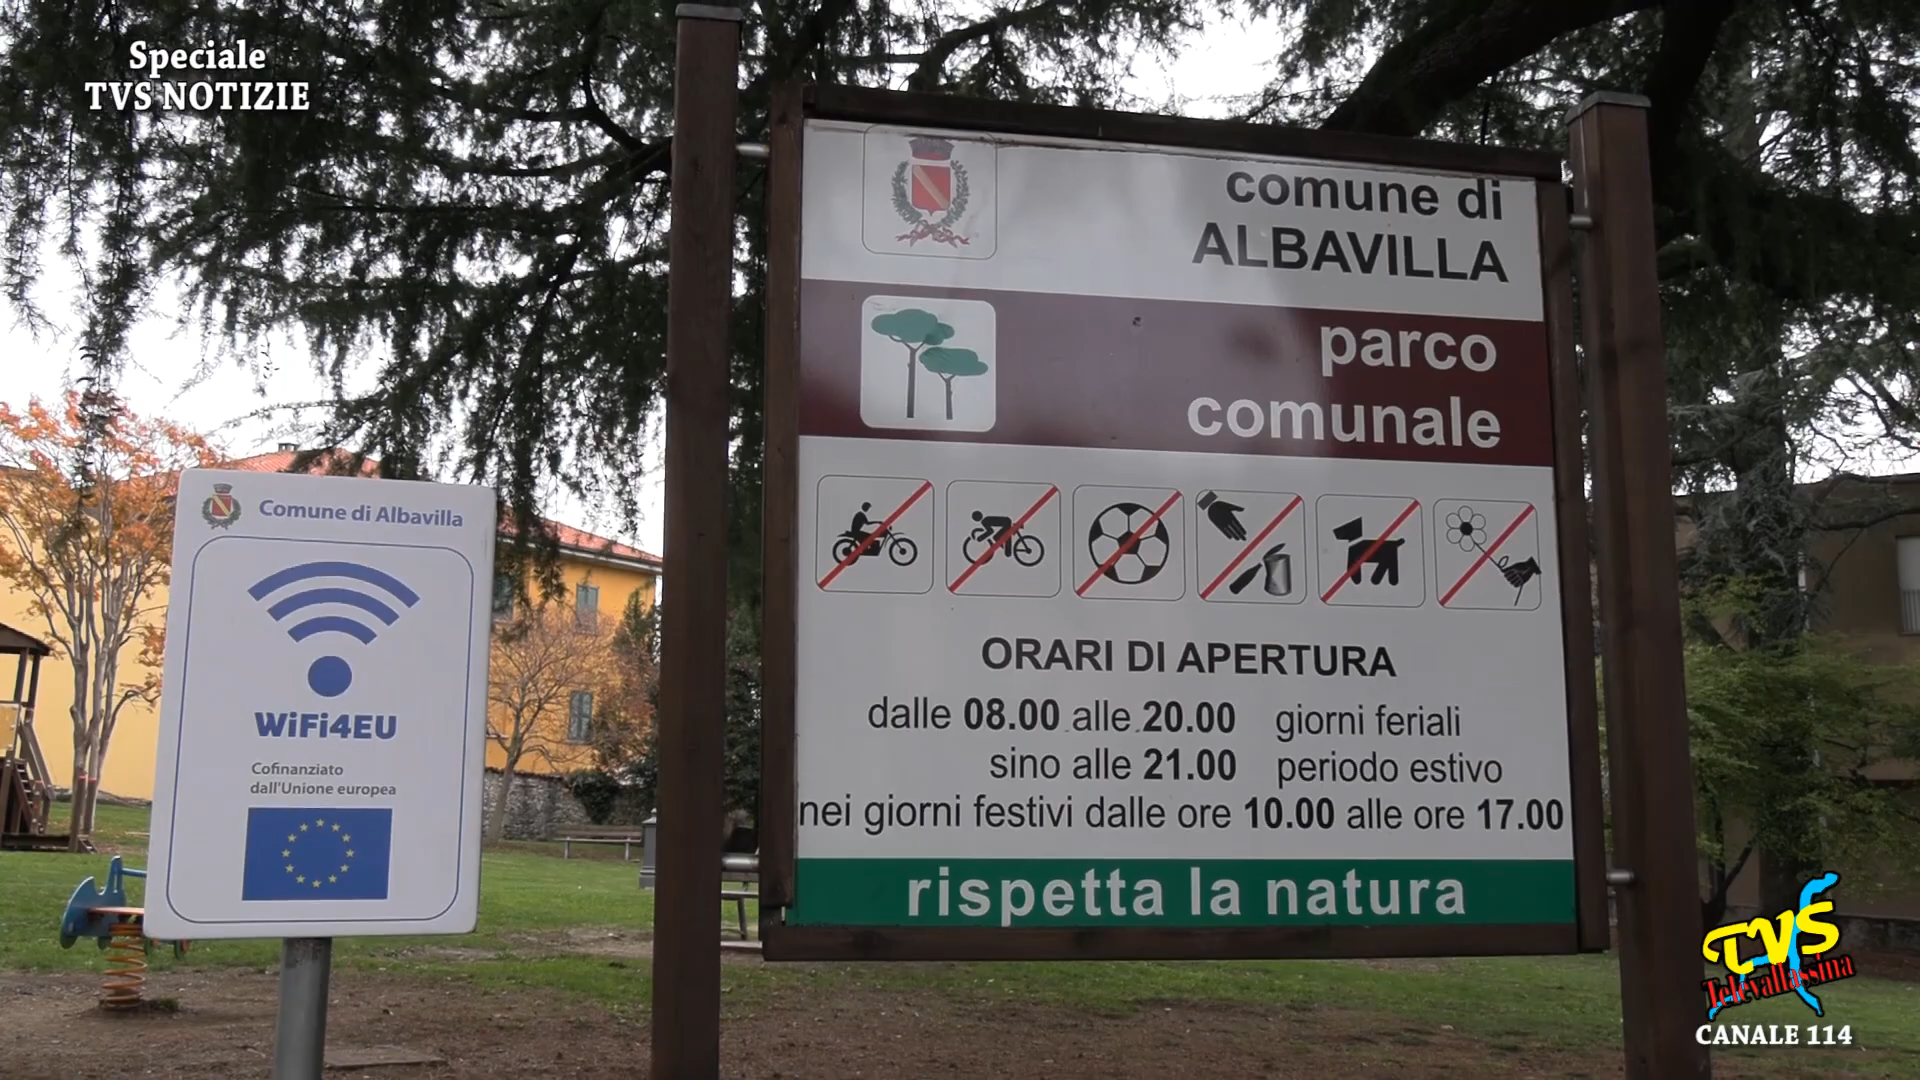 Speciale
TVS NOTIZIE
comune di
ALBAVILLA
parco
comunale
ORARI DI APERTURA
dalle 08.00 alle 20.00 giorni feriali
sino alle 21.00 periodo estivo
nei giorni festivi dalle ore 10.00 alle ore 17.00
rispetta la natura
Comune di Albavilla
WiFi4EU
Cofinanziato
dall'Unione europea
TVS
Televallassina
CANALE 114